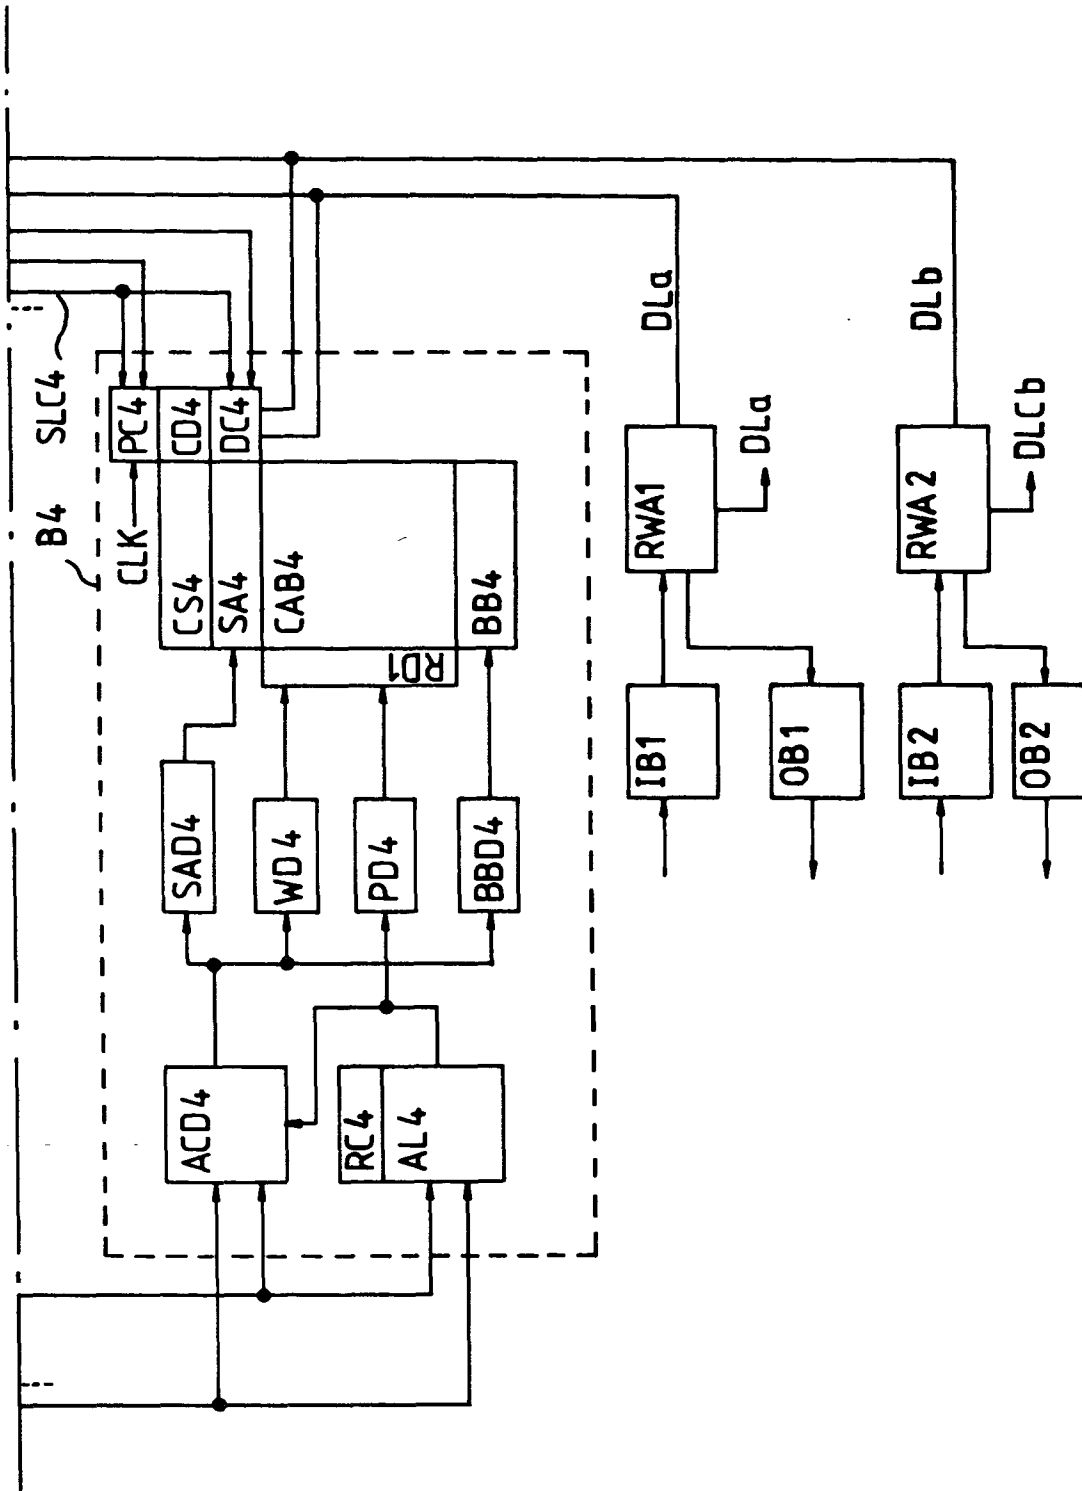 SLC4
B4
CLK
PC4
CD4
DC4
CS4
SA4
CAB4
RD1
BB4
SAD4
WD4
PD4
BBD4
ACD4
RC4
AL4
DLa
RWA1
DLa
IB1
OB1
DLb
RWA2
DLCb
IB2
OB2